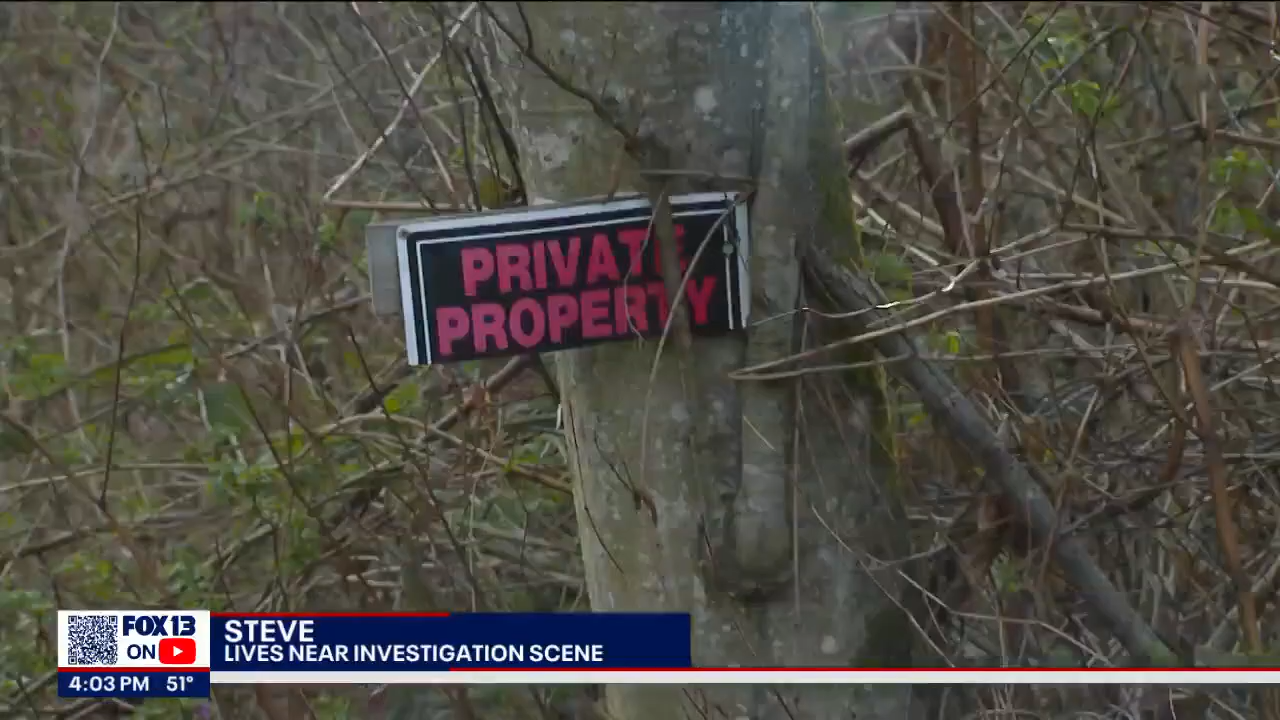 PRIVATE
PROPERTY
FOX13
ON
STEVE
LIVES NEAR INVESTIGATION SCENE
4:03 PM 51°